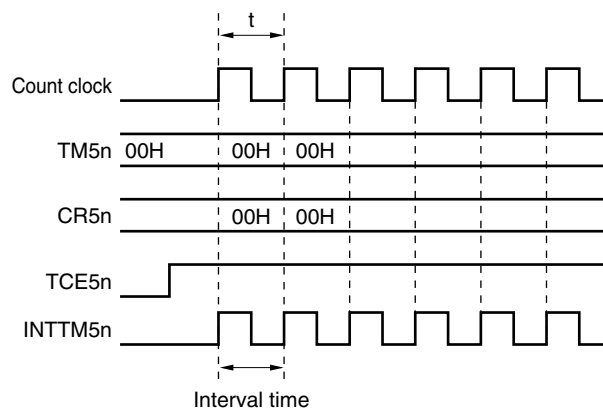 t
Count clock
TM5n 00H 00H 00H
CR5n 00H 00H
TCE5n
INTTM5n
Interval time